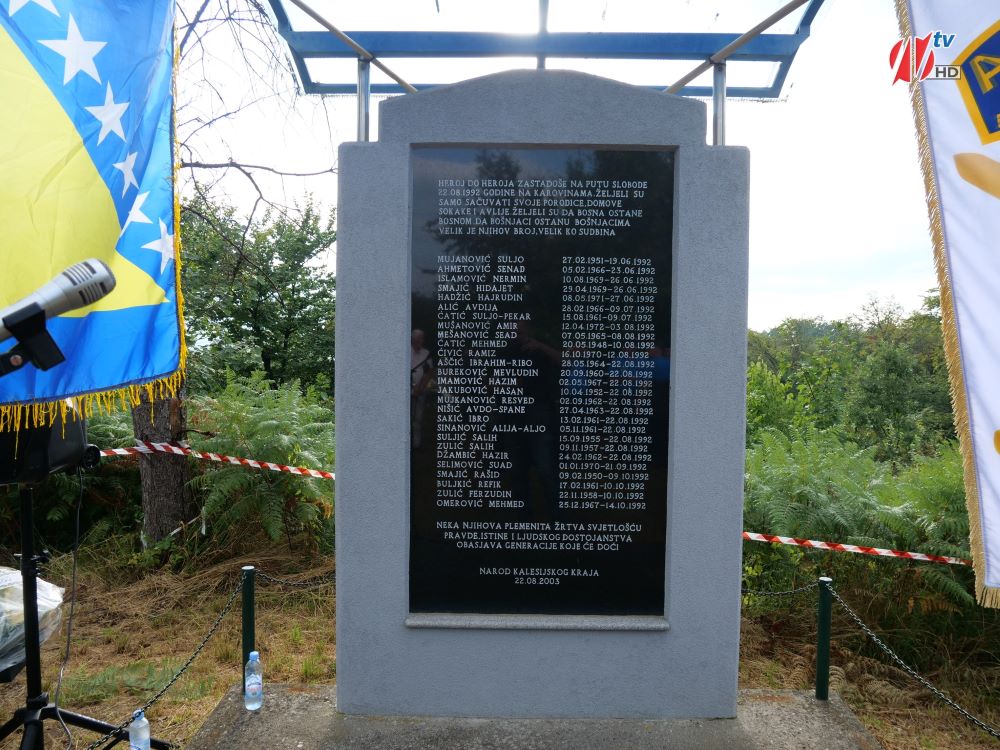 tv
HD
HEROJ DO HEROJA ZASTADOŠE NA PUTU SLOBODE
22.08.1992 GODINE NA KAROVINAMA. ŽELJELI SU
SAMO SAČUVATI SVOJE PORODICE, DOMOVE
SOKAKE I AVLIJE. ŽELJELI SU DA BOSNA OSTANE
BOSNOM, DA BOŠNJACI OSTANU BOŠNJACIMA
VELIK JE NJIHOV BROJ, VELIK KO SUDBINA
MUJANOVIĆ SULJO 27.02.1951-19.06.1992
AHMETOVIĆ SENAD 05.02.1966-23.06.1992
ISLAMOVIĆ NERMIN 10.08.1969-26.06.1992
SMAJIĆ HIDAJET 29.04.1969-26.06.1992
HADŽIĆ HAJRUDIN 08.05.1971-27.06.1992
ALIĆ AVDIJA 28.02.1966-09.07.1992
ČATIĆ SULJO-PEKAR 15.08.1961-09.07.1992
MUŠANOVIĆ AMIR 12.04.1972-03.08.1992
MEŠANOVIĆ SEAD 07.05.1965-08.08.1992
ČATIĆ MEHMED 20.05.1948-10.08.1992
ĆIVIĆ RAMIZ 16.10.1970-12.08.1992
AŠČIĆ IBRAHIM-RIBO 28.05.1964-22.08.1992
BUREKOVIĆ MEVLUDIN 20.09.1960-22.08.1992
IMAMOVIĆ HAZIM 02.05.1967-22.08.1992
JAKUBOVIĆ HASAN 10.04.1952-22.08.1992
MUJKANOVIĆ RESVED 02.09.1962-22.08.1992
NIŠIĆ AVDO-SPANE 27.04.1963-22.08.1992
SAKIĆ IBRO 13.02.1961-22.08.1992
SINANOVIĆ ALIJA-ALJO 05.11.1961-22.08.1992
SULJIĆ SALIH 15.09.1955-22.08.1992
ZULIĆ SALIH 09.11.1957-22.08.1992
DŽAMBIĆ HAZIR 24.02.1962-22.08.1992
SELIMOVIĆ SUAD 01.01.1970-21.09.1992
SMAJIĆ RAŠID 09.02.1950-09.10.1992
BULJKIĆ REFIK 17.02.1961-10.10.1992
ZULIĆ FERZUDIN 22.11.1958-10.10.1992
OMEROVIĆ MEHMED 25.12.1967-14.10.1992
NEKA NJIHOVA PLEMENITA ŽRTVA SVJETLOŠĆU
PRAVDE, ISTINE I LJUDSKOG DOSTOJANSTVA
OBASJAVA GENERACIJE KOJE ĆE DOĆI
NAROD KALESIJSKOG KRAJA
22.08.2003